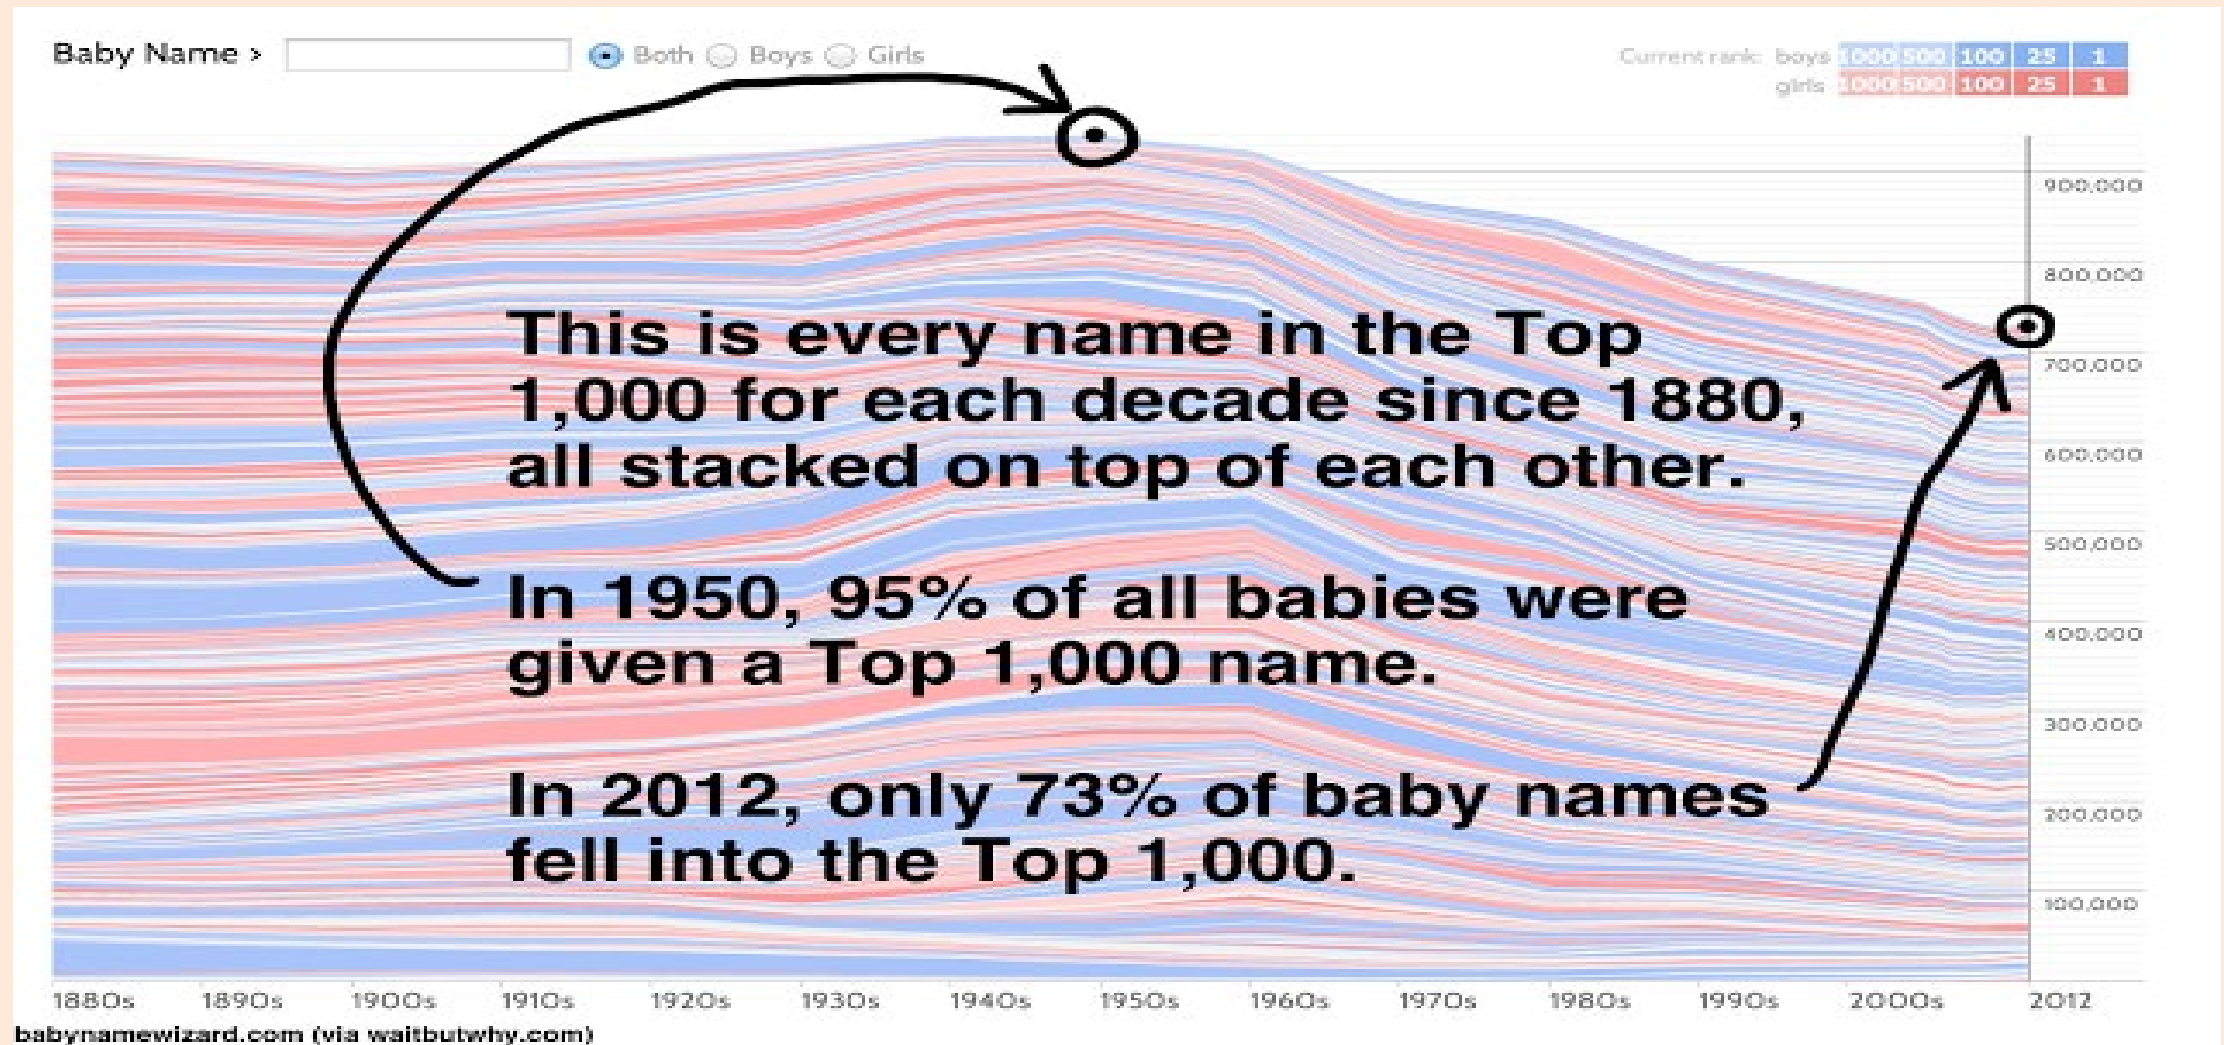 Baby Name > Both Boys Girls
Current rank: boys 1000 500 100 25 1
girls 1000 500 100 25 1
900,000
800,000
This is every name in the Top
700,000
1,000 for each decade since 1880,
600,000
all stacked on top of each other.
500,000
In 1950, 95% of all babies were
400,000
given a Top 1,000 name.
300,000
In 2012, only 73% of baby names
200,000
fell into the Top 1,000.
100,000
1880s 1890s 1900s 1910s 1920s 1930s 1940s 1950s 1960s 1970s 1980s 1990s 2000s 2012
babynamewizard.com (via waitbutwhy.com)